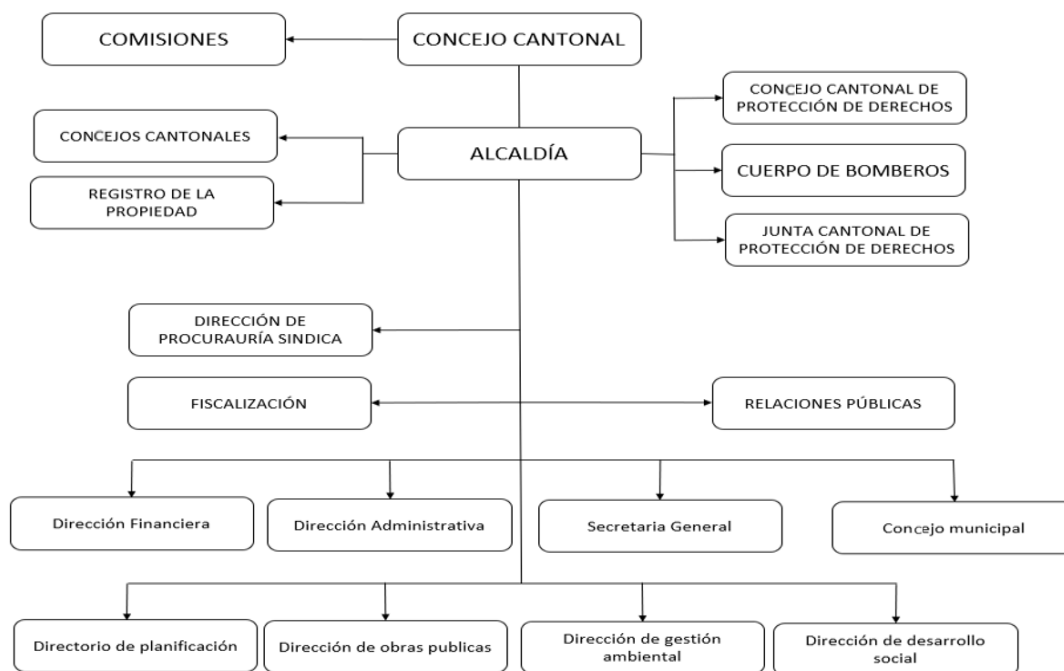 COMISIONES
CONCEJO CANTONAL
CONCEJO CANTONAL DE
PROTECCIÓN DE DERECHOS
CONCEJOS CANTONALES
ALCALDÍA
CUERPO DE BOMBEROS
REGISTRO DE LA
PROPIEDAD
JUNTA CANTONAL DE
PROTECCIÓN DE DERECHOS
DIRECCIÓN DE
PROCURAURÍA SINDICA
FISCALIZACIÓN
RELACIONES PÚBLICAS
Dirección Financiera
Dirección Administrativa
Secretaria General
Concejo municipal
Directorio de planificación
Dirección de obras publicas
Dirección de gestión
ambiental
Dirección de desarrollo
social